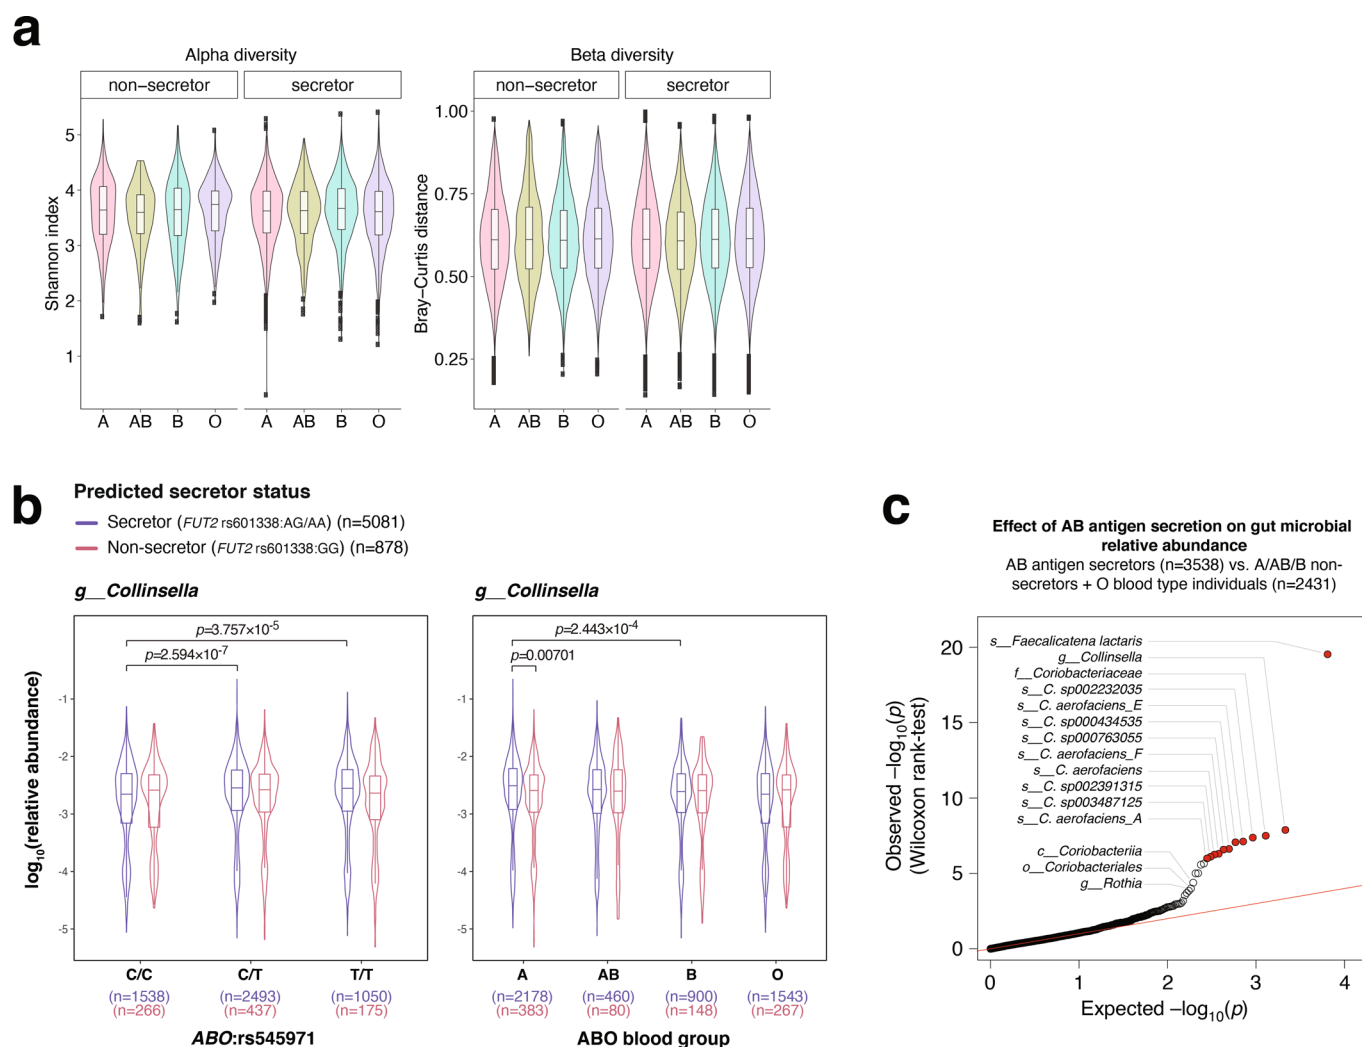 a
Alpha diversity
non–secretor
secretor
Shannon index
5
4
3
2
1
A
AB
B
O
A
AB
B
O
Beta diversity
non–secretor
secretor
Bray–Curtis distance
1.00
0.75
0.50
0.25
A
AB
B
O
A
AB
B
O
b
Predicted secretor status
Secretor (FUT2 rs601338:AG/AA) (n=5081)
Non-secretor (FUT2 rs601338:GG) (n=878)
g__Collinsella
p=3.757×10-5
p=2.594×10-7
log10(relative abundance)
-1
-2
-3
-4
-5
C/C
C/T
T/T
(n=1538)
(n=2493)
(n=1050)
(n=266)
(n=437)
(n=175)
ABO:rs545971
g__Collinsella
p=2.443×10-4
p=0.00701
-1
-2
-3
-4
-5
A
AB
B
O
(n=2178)
(n=460)
(n=900)
(n=1543)
(n=383)
(n=80)
(n=148)
(n=267)
ABO blood group
c
Effect of AB antigen secretion on gut microbial
relative abundance
AB antigen secretors (n=3538) vs. A/AB/B non-
secretors + O blood type individuals (n=2431)
Observed –log10(p)
(Wilcoxon rank-test)
20
15
10
5
0
s__Faecalicatena lactaris
g__Collinsella
f__Coriobacteriaceae
s__C. sp002232035
s__C. aerofaciens_E
s__C. sp000434535
s__C. sp000763055
s__C. aerofaciens_F
s__C. aerofaciens
s__C. sp002391315
s__C. sp003487125
s__C. aerofaciens_A
c__Coriobacteriia
o__Coriobacteriales
g__Rothia
0
1
2
3
4
Expected –log10(p)